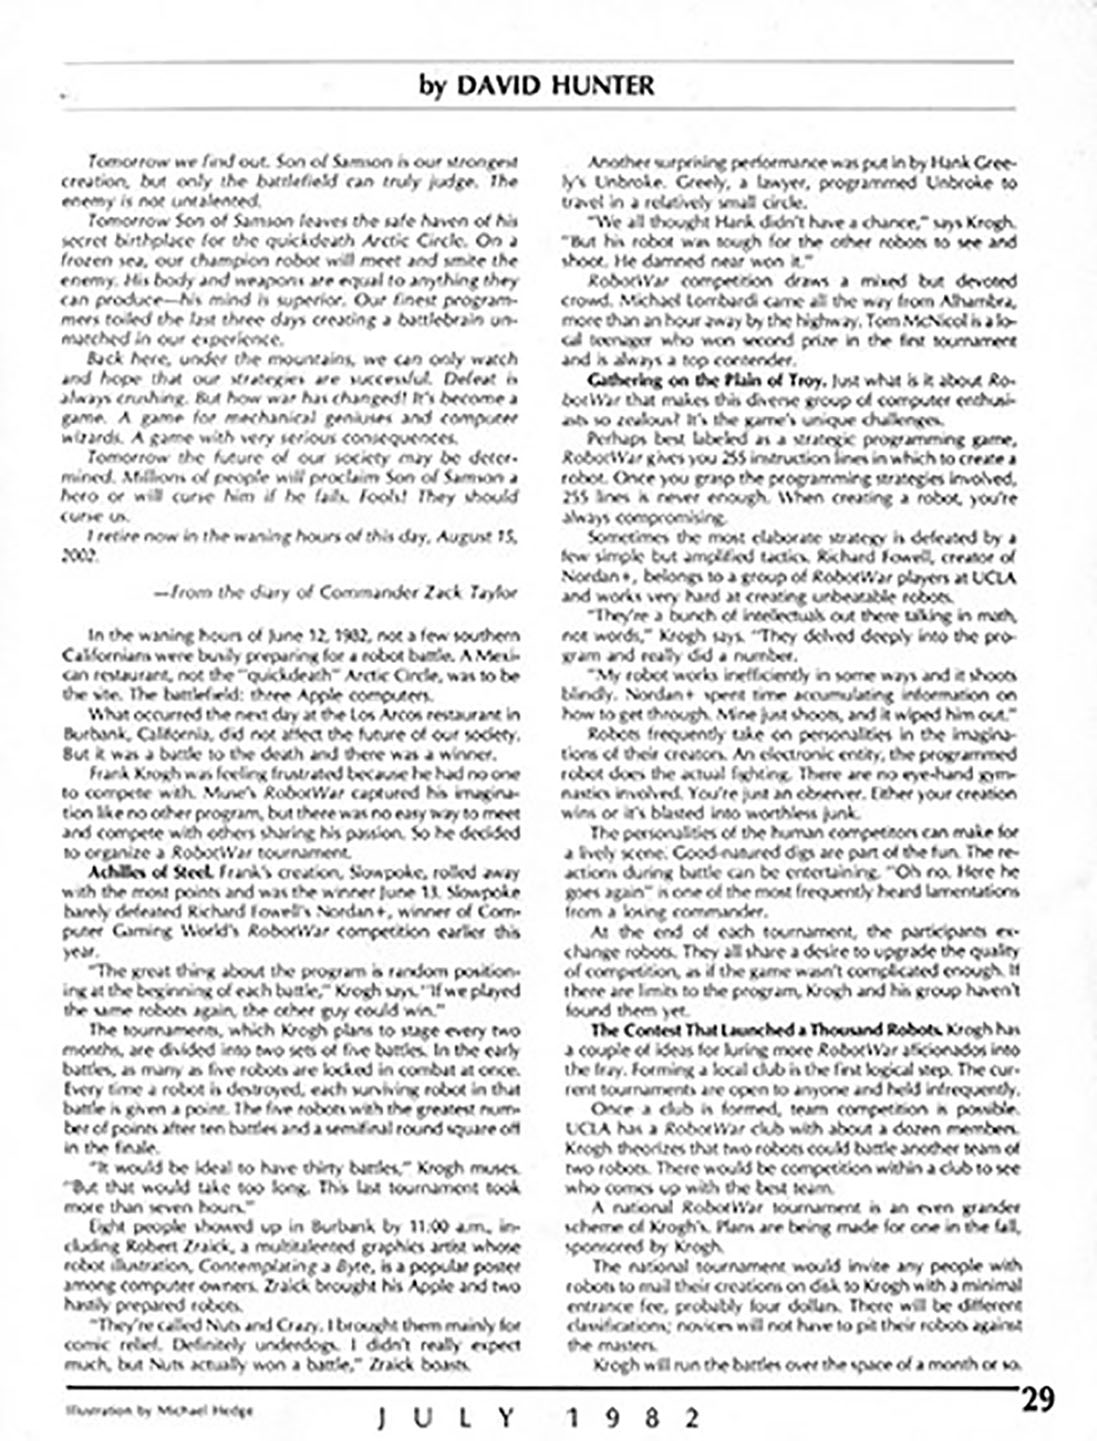 by DAVID HUNTER
Tomorrow we find out. Son of Samson is our strongest
creation, but only the battlefield can truly judge. The
enemy is not untalented.
Tomorrow Son of Samson leaves the safe haven of his
secret birthplace for the quickdeath Arctic Circle. On a
frozen sea, our champion robot will meet and smite the
enemy. His body and weapons are equal to anything they
can produce—his mind is superior. Our finest program-
mers toiled the last three days creating a battlebrain un-
matched in our experience.
Back here, under the mountains, we can only watch
and hope that our strategies are successful. Defeat is
always crushing. But how war has changed! It's become a
game. A game for mechanical geniuses and computer
wizards. A game with very serious consequences.
Tomorrow the future of our society may be deter-
mined. Millions of people will proclaim Son of Samson a
hero or will curse him if he fails. Fools! They should
curse us.
I retire now in the waning hours of this day, August 15,
2002.
—from the diary of Commander Zack Taylor
In the waning hours of June 12, 1982, not a few southern
Californians were busily preparing for a robot battle. A Mexi-
can restaurant, not the "quickdeath" Arctic Circle, was to be
the site. The battlefield: three Apple computers.
What occurred the next day at the Los Arcos restaurant in
Burbank, California, did not affect the future of our society.
But it was a battle to the death and there was a winner.
Frank Krogh was feeling frustrated because he had no one
to compete with. Muse's RobotWar captured his imagina-
tion like no other program, but there was no easy way to meet
and compete with others sharing his passion. So he decided
to organize a RobotWar tournament.
Achilles of Steel. Frank's creation, Slowpoke, rolled away
with the most points and was the winner June 13. Slowpoke
barely defeated Richard Fowell's Nordan+, winner of Com-
puter Gaming World's RobotWar competition earlier this
year.
"The great thing about the program is random position-
ing at the beginning of each battle," Krogh says. "If we played
the same robots again, the other guy could win."
The tournaments, which Krogh plans to stage every two
months, are divided into two sets of five battles. In the early
battles, as many as five robots are locked in combat at once.
Every time a robot is destroyed, each surviving robot in that
battle is given a point. The five robots with the greatest num-
ber of points after ten battles and a semifinal round square off
in the finale.
"It would be ideal to have thirty battles," Krogh muses.
"But that would take too long. This last tournament took
more than seven hours."
Eight people showed up in Burbank by 11:00 a.m., in-
cluding Robert Zraick, a multitalented graphics artist whose
robot illustration, Contemplating a Byte, is a popular poster
among computer owners. Zraick brought his Apple and two
hastily prepared robots.
"They're called Nuts and Crazy. I brought them mainly for
comic relief. Definitely underdogs. I didn't really expect
much, but Nuts actually won a battle," Zraick boasts.
Another surprising performance was put in by Hank Gree-
ly's Unbroke. Greely, a lawyer, programmed Unbroke to
travel in a relatively small circle.
"We all thought Hank didn't have a chance," says Krogh.
"But his robot was tough for the other robots to see and
shoot. He damned near won it."
RobotWar competition draws a mixed but devoted
crowd. Michael Lombardi came all the way from Alhambra,
more than an hour away by the highway. Tom McNicol is a lo-
cal teenager who won second prize in the first tournament
and is always a top contender.
Gathering on the Plain of Troy. Just what is it about Ro-
botWar that makes this diverse group of computer enthusi-
asts so zealous? It's the game's unique challenges.
Perhaps best labeled as a strategic programming game,
RobotWar gives you 255 instruction lines in which to create a
robot. Once you grasp the programming strategies involved,
255 lines is never enough. When creating a robot, you're
always compromising.
Sometimes the most elaborate strategy is defeated by a
few simple but amplified tactics. Richard Fowell, creator of
Nordan+, belongs to a group of RobotWar players at UCLA
and works very hard at creating unbeatable robots.
"They're a bunch of intellectuals out there talking in math,
not words," Krogh says. "They delved deeply into the pro-
gram and really did a number.
"My robot works inefficiently in some ways and it shoots
blindly. Nordan+ spent time accumulating information on
how to get through. Mine just shoots, and it wiped him out."
Robots frequently take on personalities in the imagina-
tions of their creators. An electronic entity, the programmed
robot does the actual fighting. There are no eye-hand gym-
nastics involved. You're just an observer. Either your creation
wins or it's blasted into worthless junk.
The personalities of the human competitors can make for
a lively scene. Good-natured digs are part of the fun. The re-
actions during battle can be entertaining. "Oh no. Here he
goes again" is one of the most frequently heard lamentations
from a losing commander.
At the end of each tournament, the participants ex-
change robots. They all share a desire to upgrade the quality
of competition, as if the game wasn't complicated enough. If
there are limits to the program, Krogh and his group haven't
found them yet.
The Contest That Launched a Thousand Robots. Krogh has
a couple of ideas for luring more RobotWar aficionados into
the fray. Forming a local club is the first logical step. The cur-
rent tournaments are open to anyone and held infrequently.
Once a club is formed, team competition is possible.
UCLA has a RobotWar club with about a dozen members.
Krogh theorizes that two robots could battle another team of
two robots. There would be competition within a club to see
who comes up with the best team.
A national RobotWar tournament is an even grander
scheme of Krogh's. Plans are being made for one in the fall,
sponsored by Krogh.
The national tournament would invite any people with
robots to mail their creations on disk to Krogh with a minimal
entrance fee, probably four dollars. There will be different
classifications; novices will not have to pit their robots against
the masters.
Krogh will run the battles over the space of a month or so.
Illustration by Michael Hedge
JULY 1982
29